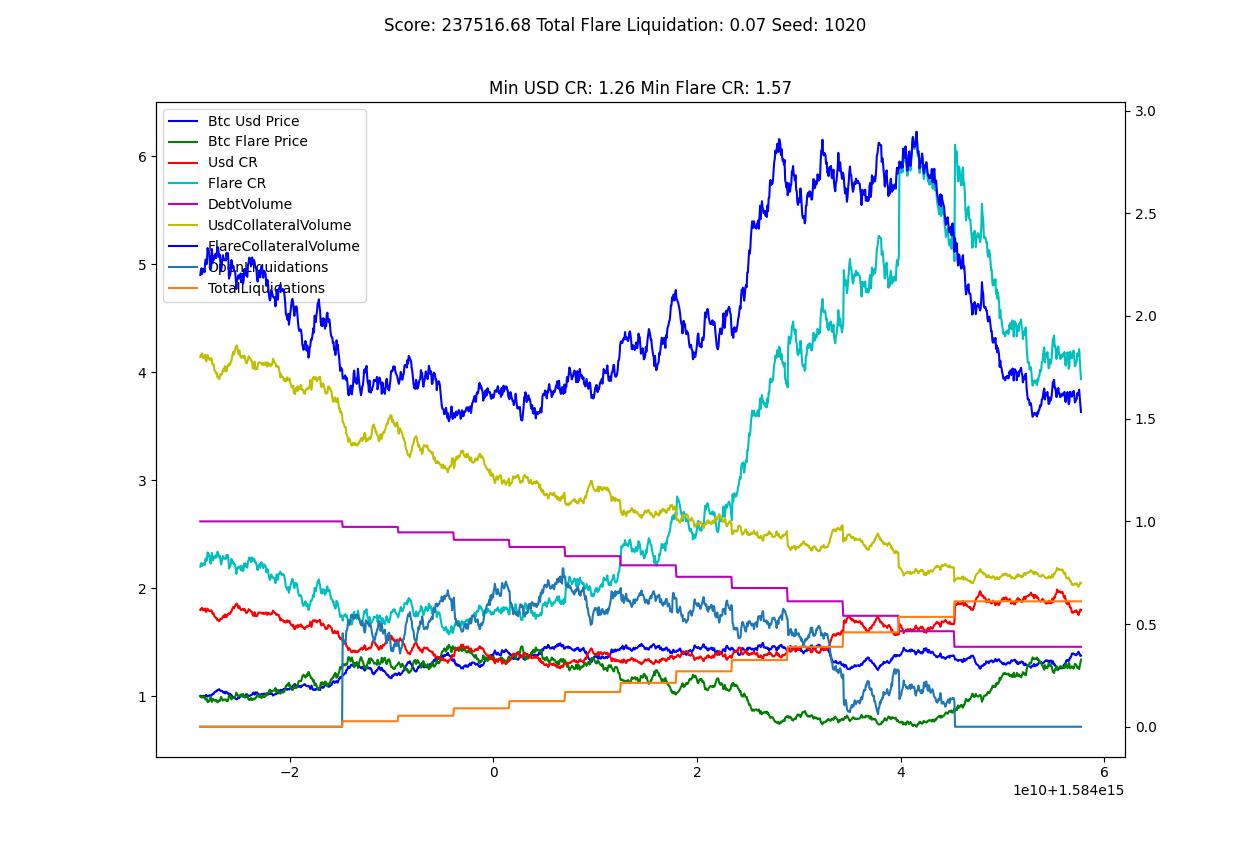 Score: 237516.68 Total Flare Liquidation: 0.07 Seed: 1020
Min USD CR: 1.26 Min Flare CR: 1.57
Btc Usd Price
Btc Flare Price
Usd CR
Flare CR
DebtVolume
UsdCollateralVolume
FlareCollateralVolume
OpenLiquidations
TotalLiquidations
6
5
4
3
2
1
3.0
2.5
2.0
1.5
1.0
0.5
0.0
−2 0 2 4 6
1e10+1.584e15